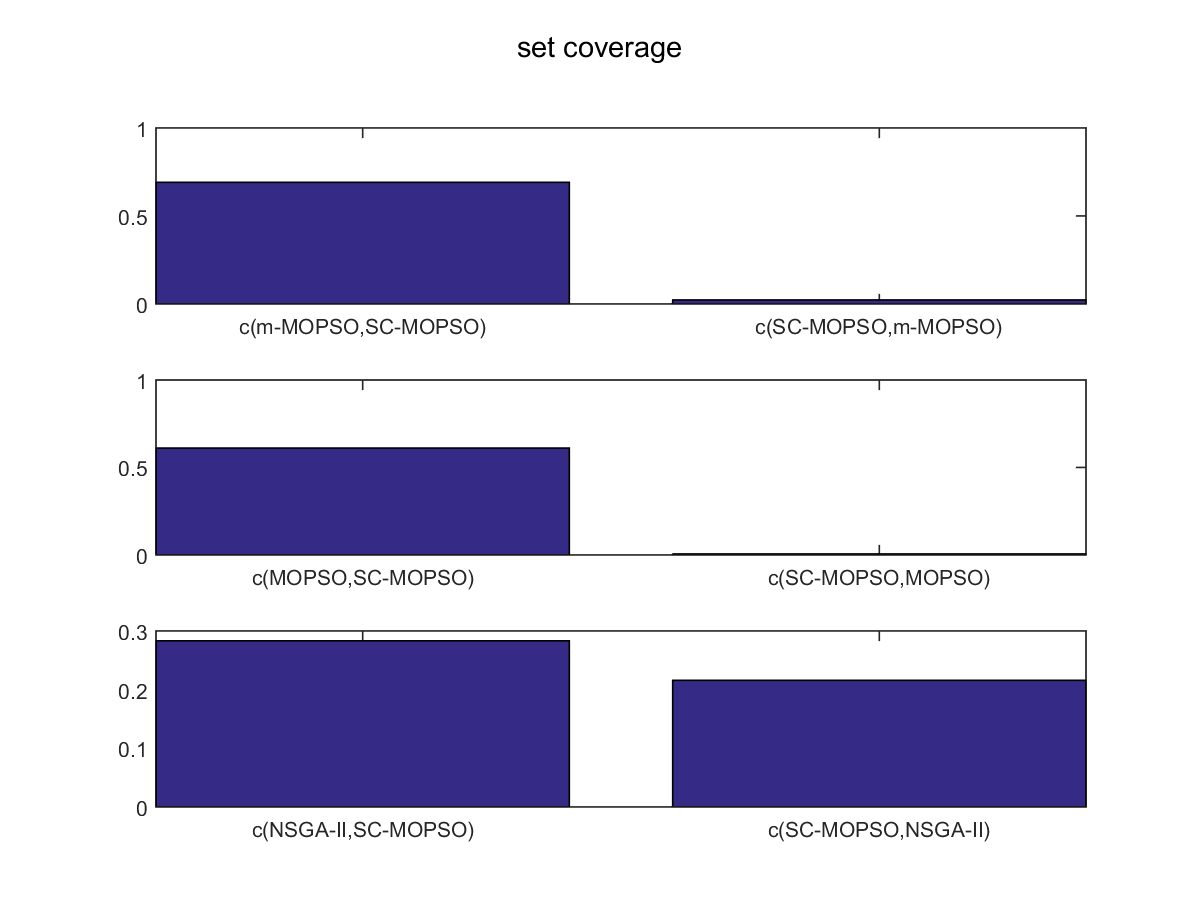 set coverage
1
0.5
0
c(m-MOPSO,SC-MOPSO) c(SC-MOPSO,m-MOPSO)
1
0.5
0
c(MOPSO,SC-MOPSO) c(SC-MOPSO,MOPSO)
0.3
0.2
0.1
0
c(NSGA-II,SC-MOPSO) c(SC-MOPSO,NSGA-II)